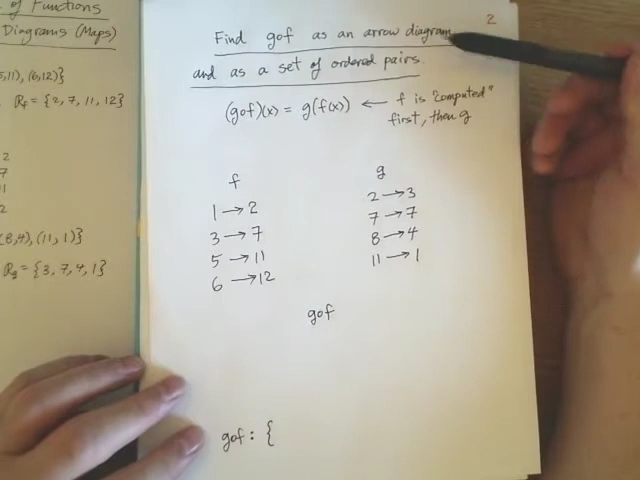 of Functions
Diagrams (Maps)
5,11), (6,12)}
R_f = {2, 7, 11, 12}
2
7
11
2
(8,4), (11, 1)}
R_g = {3, 7, 4, 1}
2
Find gof as an arrow diagram
and as a set of ordered pairs.
(gof)(x) = g(f(x)) ← f is "computed"
first, then g
f
1 → 2
3 → 7
5 → 11
6 → 12
g
2 → 3
7 → 7
8 → 4
11 → 1
gof
gof : {